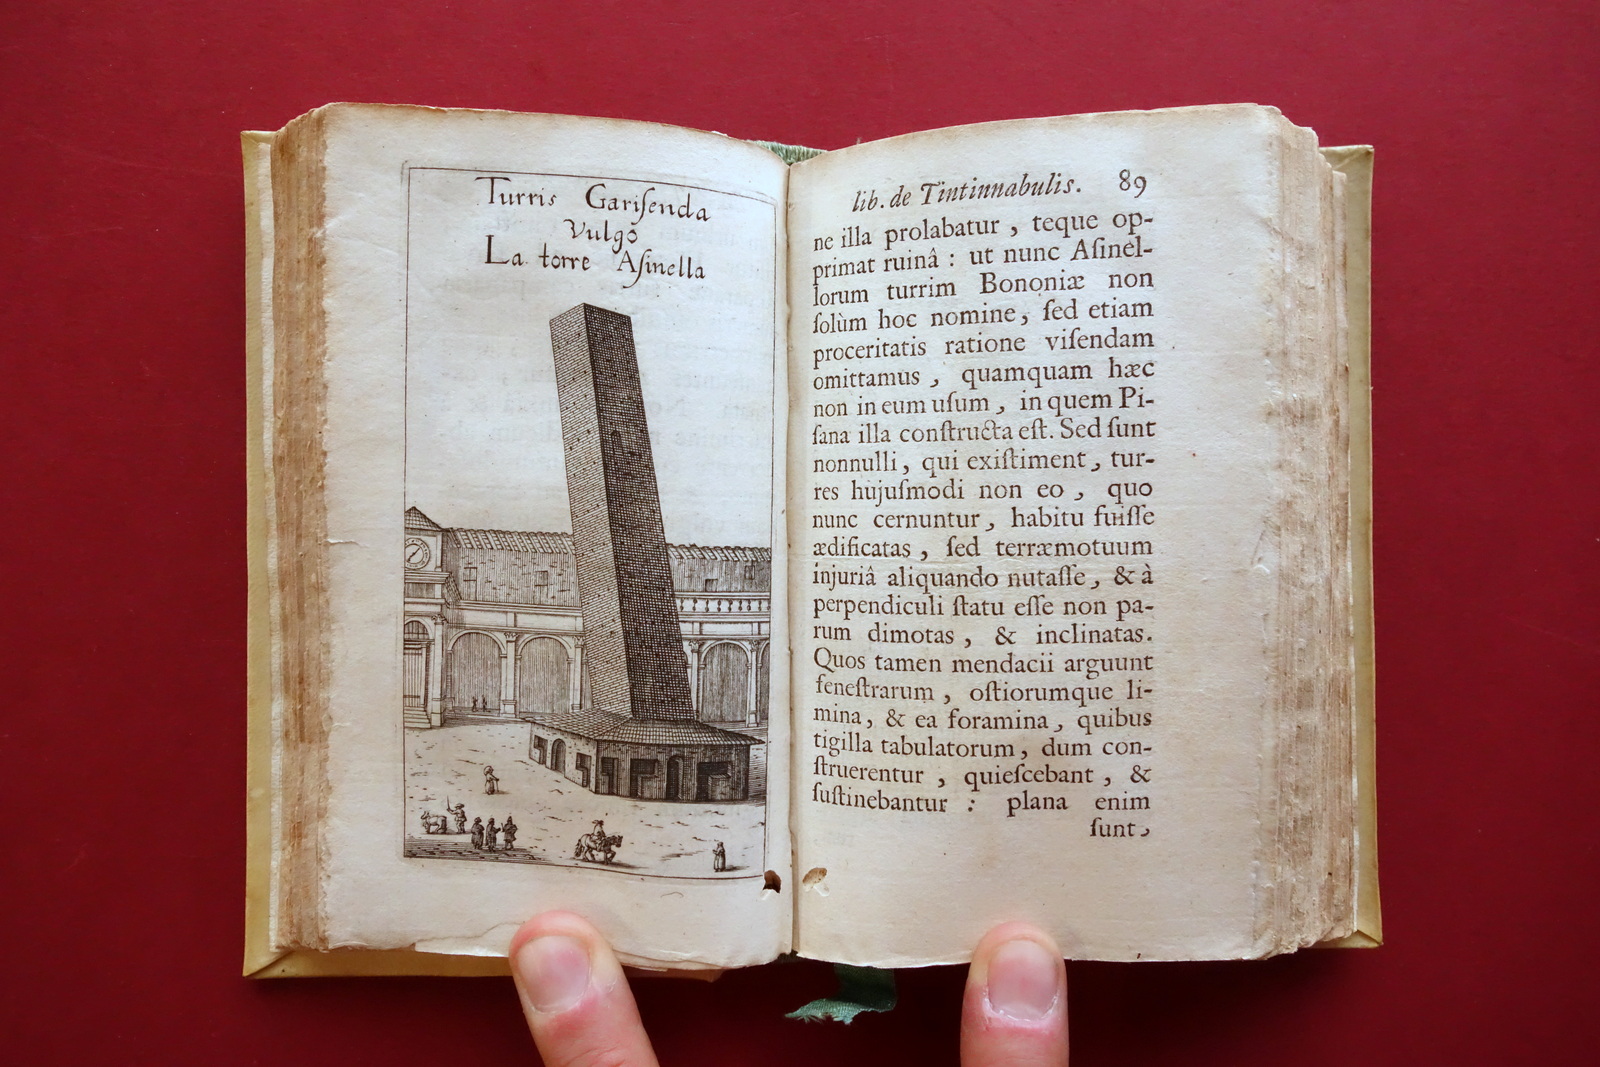 Turris Gariſenda
Vulgò
La torre Aſinella
lib. de Tintinnabulis. 89
ne illa prolabatur, teque op-
primat ruinâ: ut nunc Aſinel-
lorum turrim Bononiæ non
ſolùm hoc nomine, ſed etiam
proceritatis ratione viſendam
omittamus, quamquam hæc
non in eum uſum, in quem Pi-
ſana illa conſtructa eſt. Sed ſunt
nonnulli, qui exiſtiment, tur-
res hujuſmodi non eo, quo
nunc cernuntur, habitu fuiſſe
ædificatas, ſed terræmotuum
injuriâ aliquando nutaſſe, & à
perpendiculi ſtatu eſſe non pa-
rum dimotas, & inclinatas.
Quos tamen mendacii arguunt
feneſtrarum, oſtiorumque li-
mina, & ea foramina, quibus
tigilla tabulatorum, dum con-
ſtruerentur, quieſcebant, &
ſuſtinebantur: plana enim
ſunt,